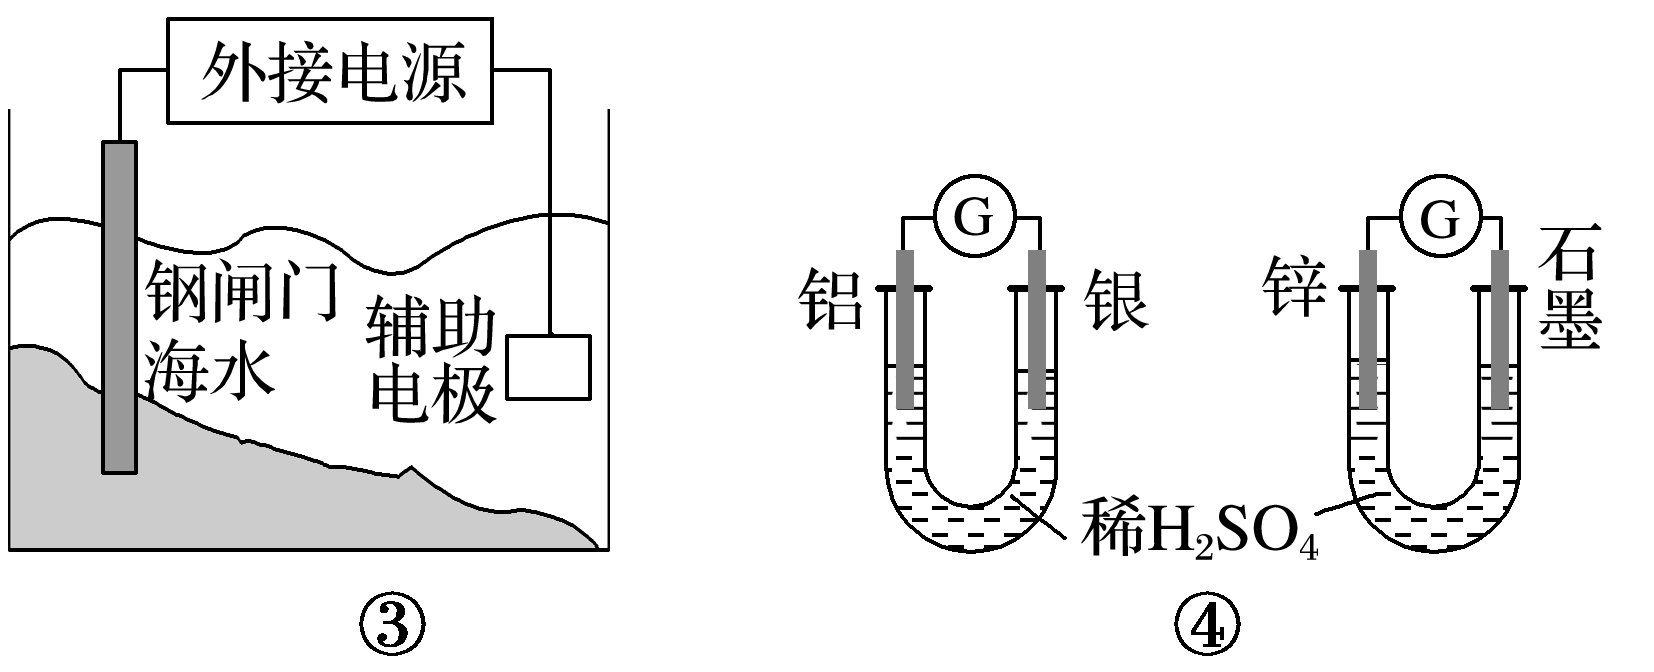 外接电源
钢闸门
海水
辅助
电极
③
G
铝
银
G
锌
石
墨
稀H₂SO₄
④